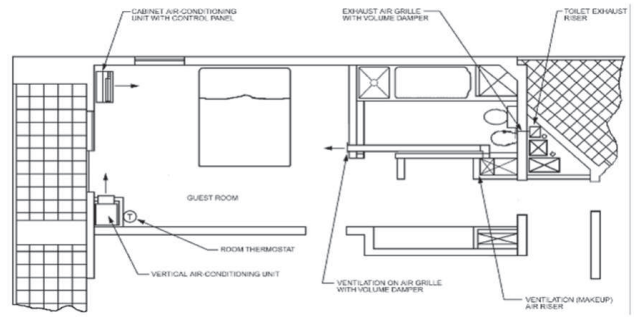 CABINET AIR-CONDITIONING
UNIT WITH CONTROL PANEL
EXHAUST AIR GRILLE
WITH VOLUME DAMPER
TOILET EXHAUST
RISER
GUEST ROOM
T
ROOM THERMOSTAT
VERTICAL AIR-CONDITIONING UNIT
VENTILATION ON AIR GRILLE
WITH VOLUME DAMPER
VENTILATION (MAKEUP)
AIR RISER